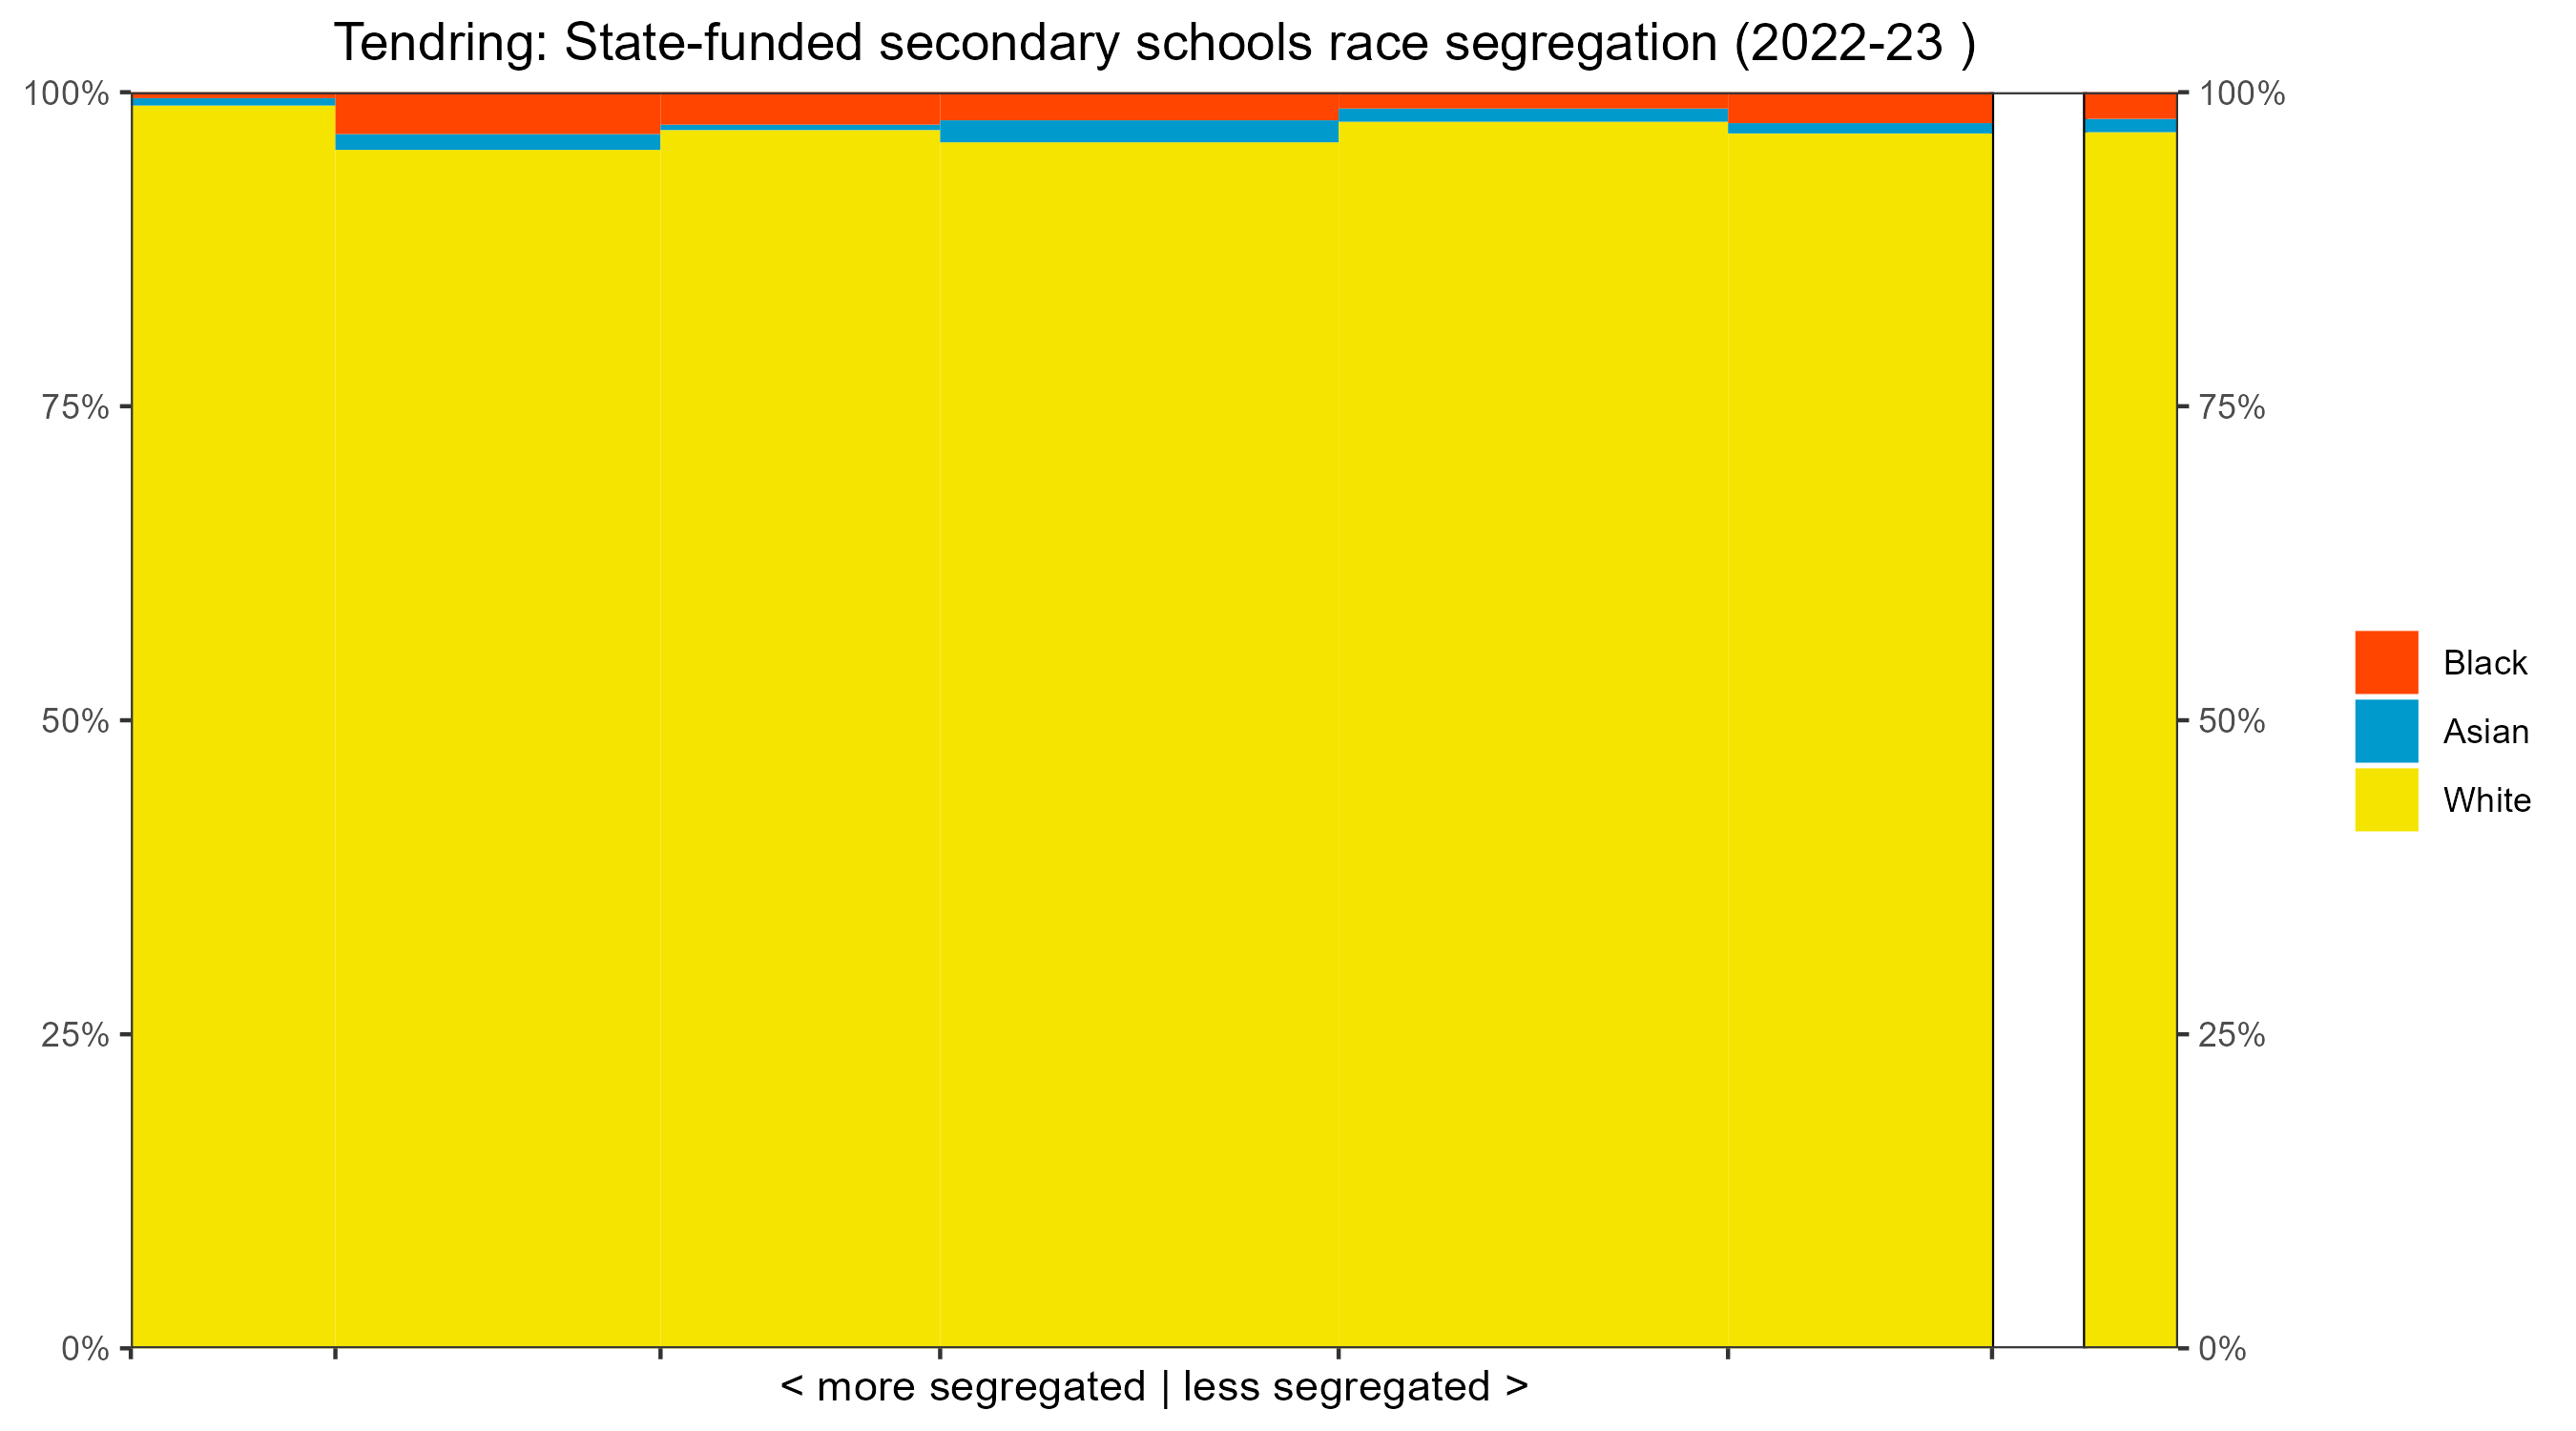 Tendring: State-funded secondary schools race segregation (2022-23 )
100%
75%
50%
25%
0%
100%
75%
50%
25%
0%
Black
Asian
White
< more segregated | less segregated >